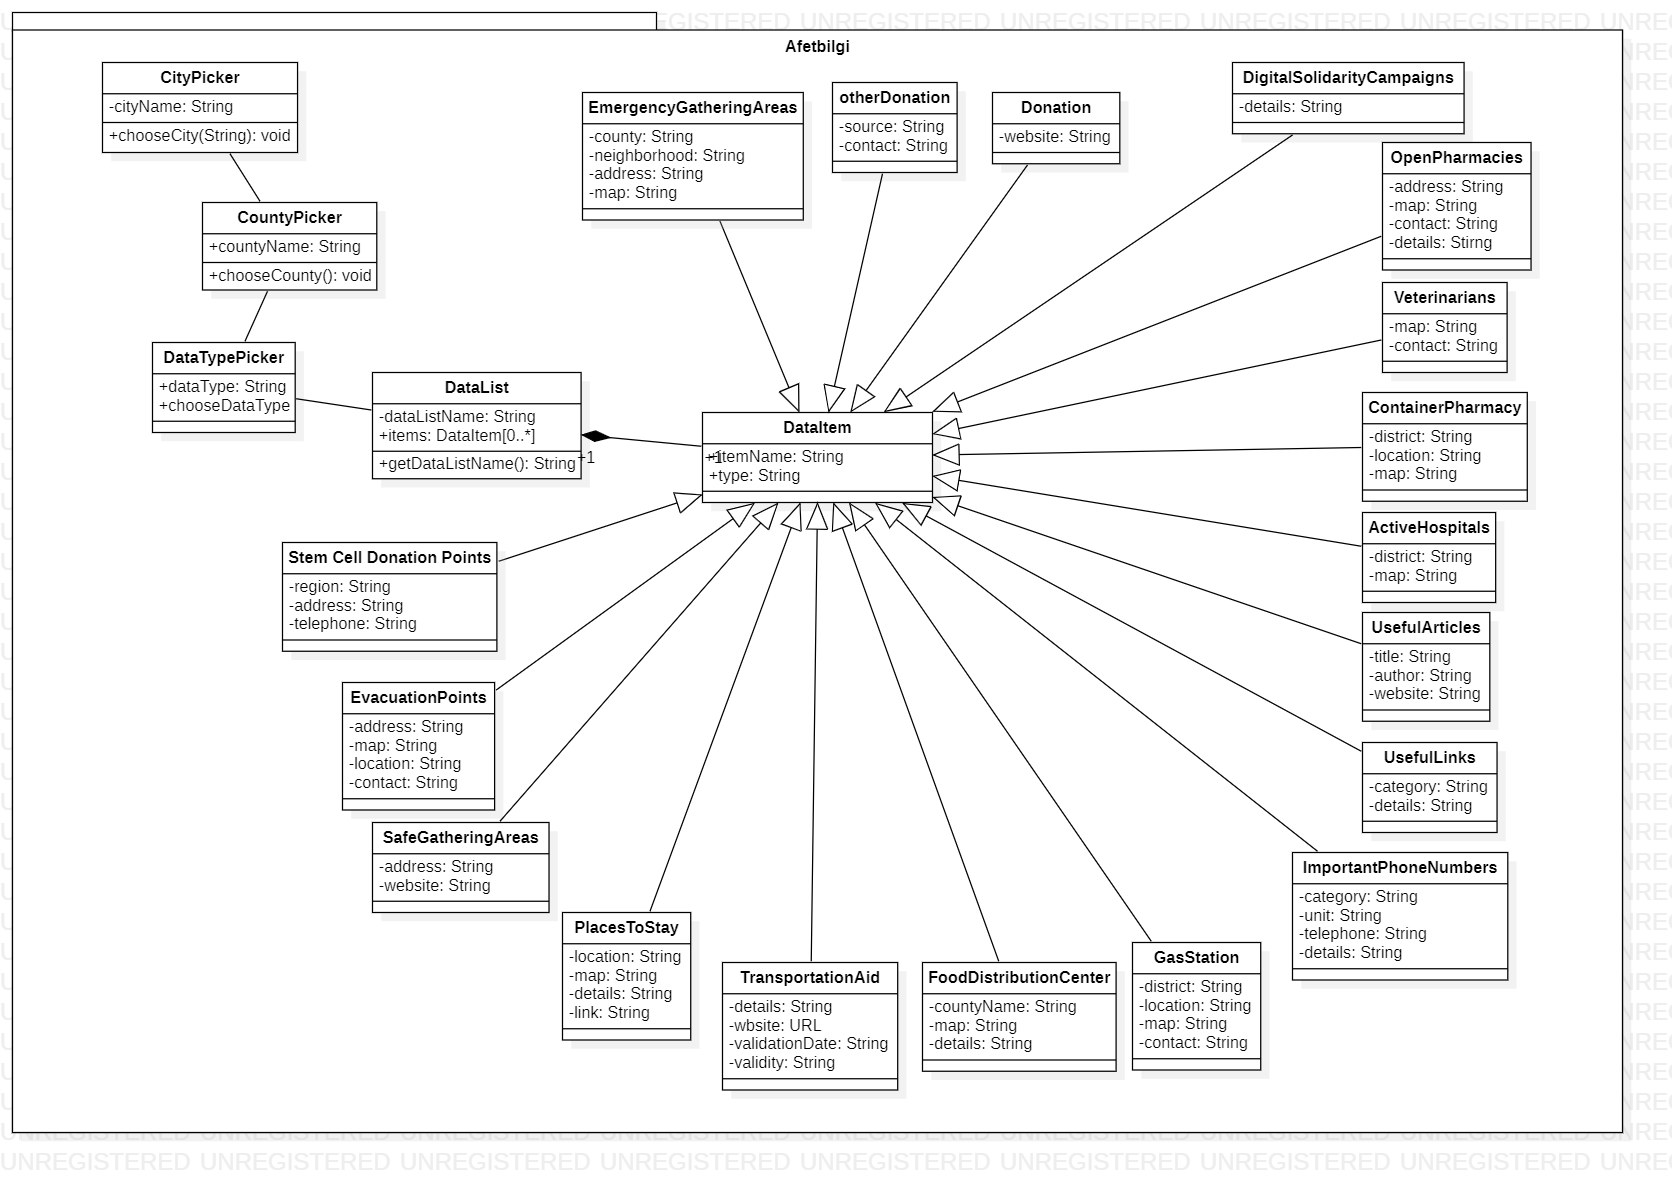 Afetbilgi
CityPicker
-cityName: String
+chooseCity(String): void
CountyPicker
+countyName: String
+chooseCounty(): void
DataTypePicker
+dataType: String
+chooseDataType
DataList
-dataListName: String
+items: DataItem[0..*]
+getDataListName(): String
+1
EmergencyGatheringAreas
-county: String
-neighborhood: String
-address: String
-map: String
otherDonation
-source: String
-contact: String
Donation
-website: String
DigitalSolidarityCampaigns
-details: String
OpenPharmacies
-address: String
-map: String
-contact: String
-details: Stirng
Veterinarians
-map: String
-contact: String
DataItem
+1
+itemName: String
+type: String
ContainerPharmacy
-district: String
-location: String
-map: String
ActiveHospitals
-district: String
-map: String
UsefulArticles
-title: String
-author: String
-website: String
UsefulLinks
-category: String
-details: String
ImportantPhoneNumbers
-category: String
-unit: String
-telephone: String
-details: String
Stem Cell Donation Points
-region: String
-address: String
-telephone: String
EvacuationPoints
-address: String
-map: String
-location: String
-contact: String
SafeGatheringAreas
-address: String
-website: String
PlacesToStay
-location: String
-map: String
-details: String
-link: String
TransportationAid
-details: String
-wbsite: URL
-validationDate: String
-validity: String
FoodDistributionCenter
-countyName: String
-map: String
-details: String
GasStation
-district: String
-location: String
-map: String
-contact: String
UNREGISTERED UNREGISTERED UNREGISTERED UNREGISTERED UNREGISTERED UNREGISTERED UNREGISTERED UNREGISTERED